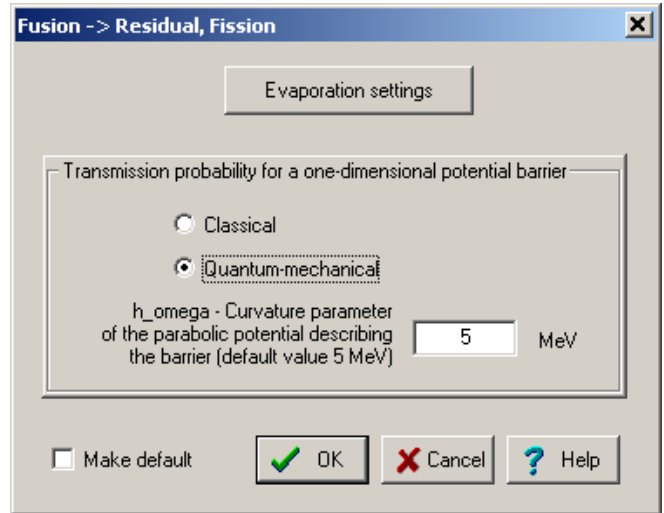 Fusion -> Residual, Fission
Evaporation settings
Transmission probability for a one-dimensional potential barrier
Classical
Quantum-mechanical
h_omega - Curvature parameter
of the parabolic potential describing
the barrier (default value 5 MeV)
5 MeV
Make default
OK
Cancel
Help